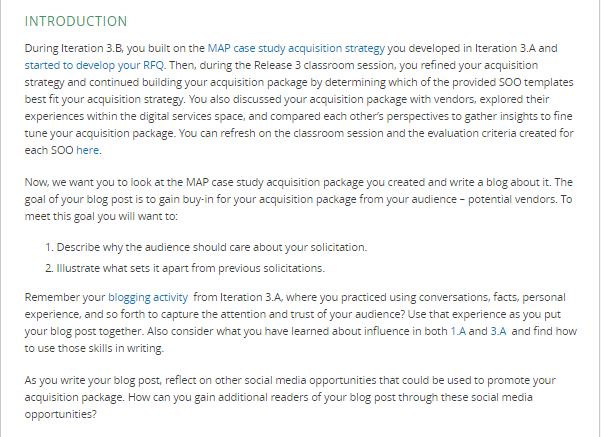 INTRODUCTION
During Iteration 3.B, you built on the MAP case study acquisition strategy you developed in Iteration 3.A and
started to develop your RFQ. Then, during the Release 3 classroom session, you refined your acquisition
strategy and continued building your acquisition package by determining which of the provided SOO templates
best fit your acquisition strategy. You also discussed your acquisition package with vendors, explored their
experiences within the digital services space, and compared each other's perspectives to gather insights to fine
tune your acquisition package. You can refresh on the classroom session and the evaluation criteria created for
each SOO here.
Now, we want you to look at the MAP case study acquisition package you created and write a blog about it. The
goal of your blog post is to gain buy-in for your acquisition package from your audience – potential vendors. To
meet this goal you will want to:
1. Describe why the audience should care about your solicitation.
2. Illustrate what sets it apart from previous solicitations.
Remember your blogging activity from Iteration 3.A, where you practiced using conversations, facts, personal
experience, and so forth to capture the attention and trust of your audience? Use that experience as you put
your blog post together. Also consider what you have learned about influence in both 1.A and 3.A and find how
to use those skills in writing.
As you write your blog post, reflect on other social media opportunities that could be used to promote your
acquisition package. How can you gain additional readers of your blog post through these social media
opportunities?